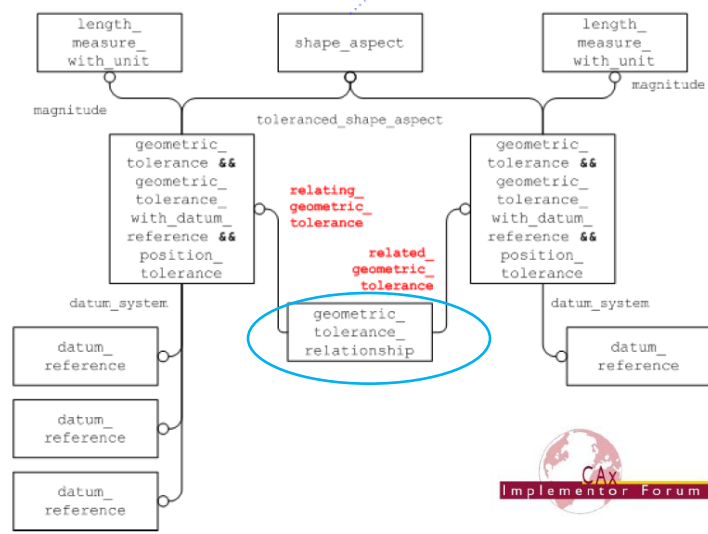 length_
measure_
with_unit
shape_aspect
length_
measure_
with_unit
magnitude
magnitude
toleranced_shape_aspect
geometric_
tolerance &&
geometric_
tolerance_
with_datum_
reference &&
position_
tolerance
relating_
geometric_
tolerance
related_
geometric_
tolerance
geometric_
tolerance &&
geometric_
tolerance_
with_datum_
reference &&
position_
tolerance
datum_system
geometric_
tolerance_
relationship
datum_system
datum_
reference
datum_
reference
datum_
reference
datum_
reference
CAx
Implementor Forum